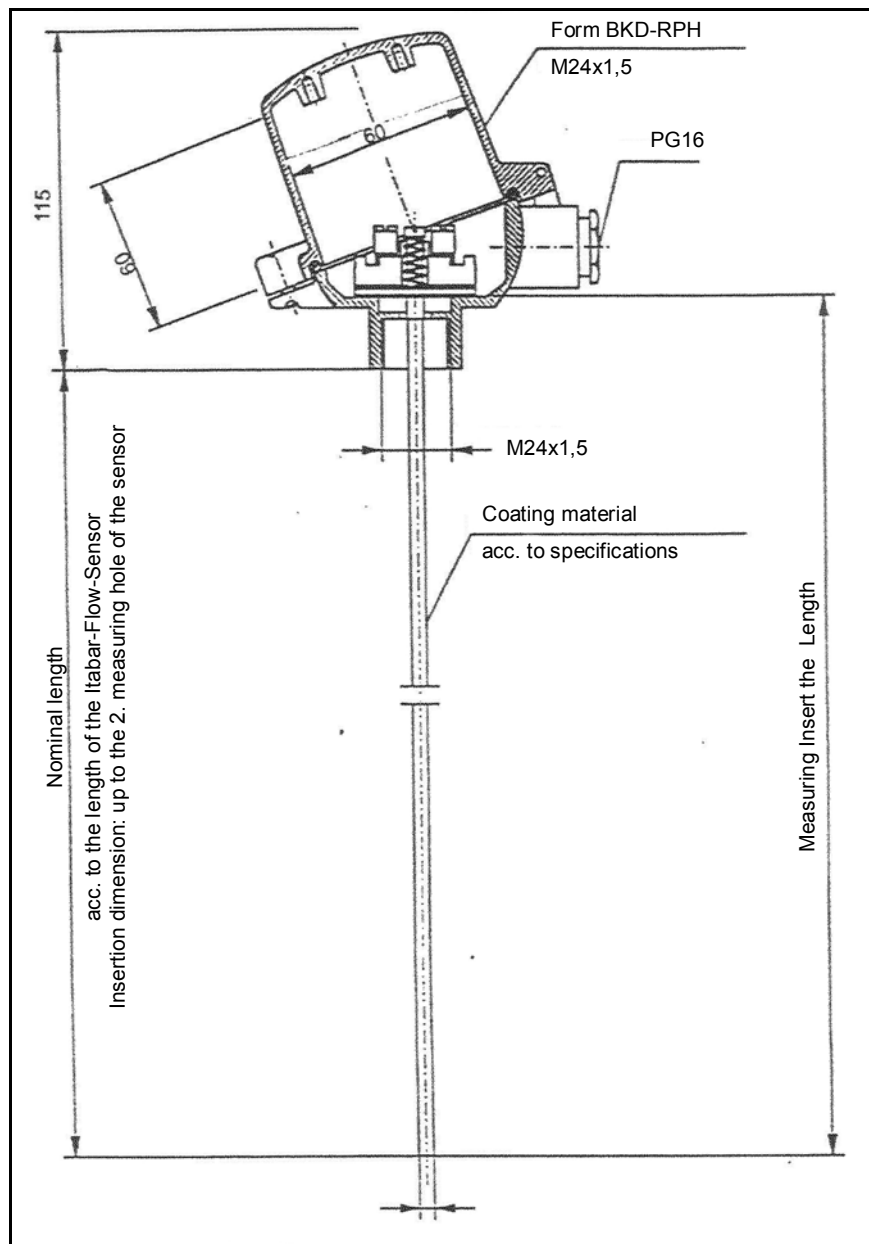 Form BKD-RPH
M24x1,5
PG16
115
60
60
M24x1,5
Coating material
acc. to specifications
Nominal length
acc. to the length of the Itabar-Flow-Sensor
Insertion dimension: up to the 2. measuring hole of the sensor
Measuring Insert the Length